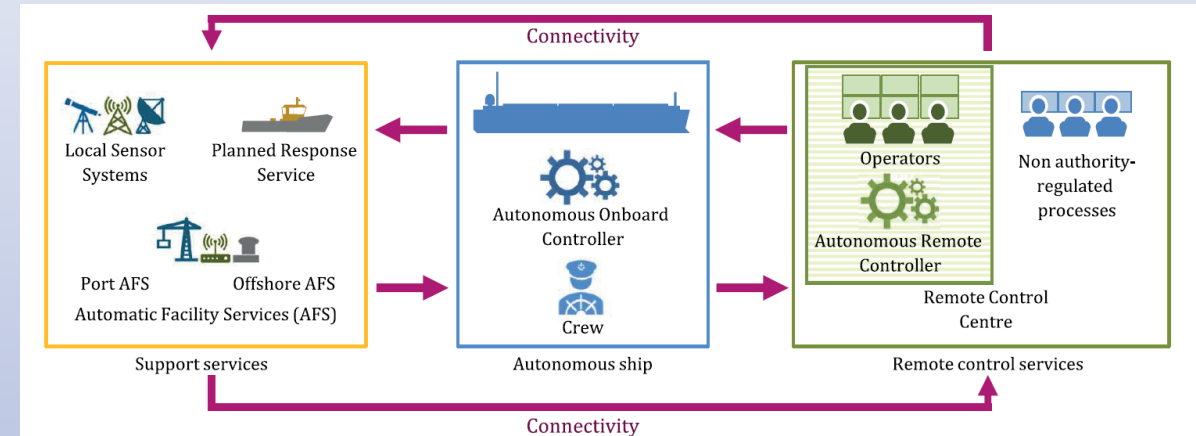 Connectivity
Local Sensor
Systems
Planned Response
Service
Port AFS
Offshore AFS
Automatic Facility Services (AFS)
Support services
Autonomous Onboard
Controller
Crew
Autonomous ship
Operators
Autonomous Remote
Controller
Non authority-
regulated
processes
Remote Control
Centre
Remote control services
Connectivity